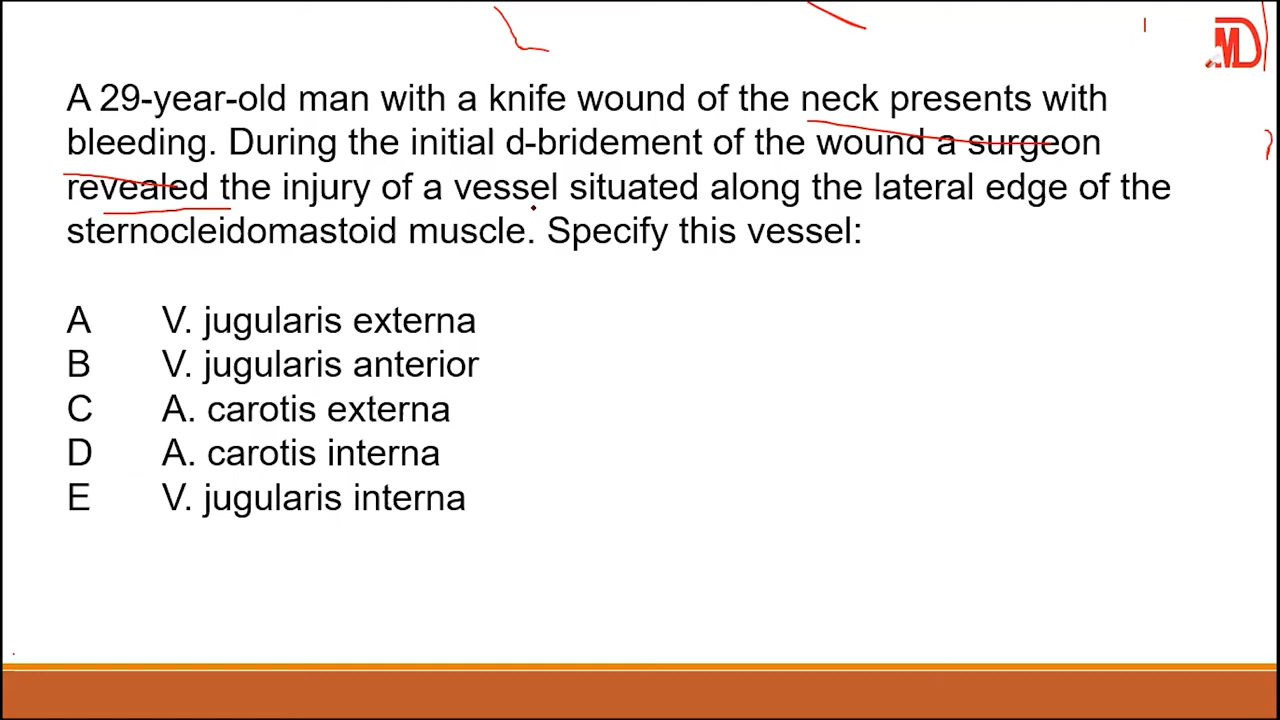 MD
A 29-year-old man with a knife wound of the neck presents with
bleeding. During the initial d-bridement of the wound a surgeon
revealed the injury of a vessel situated along the lateral edge of the
sternocleidomastoid muscle. Specify this vessel:
A V. jugularis externa
B V. jugularis anterior
C A. carotis externa
D A. carotis interna
E V. jugularis interna